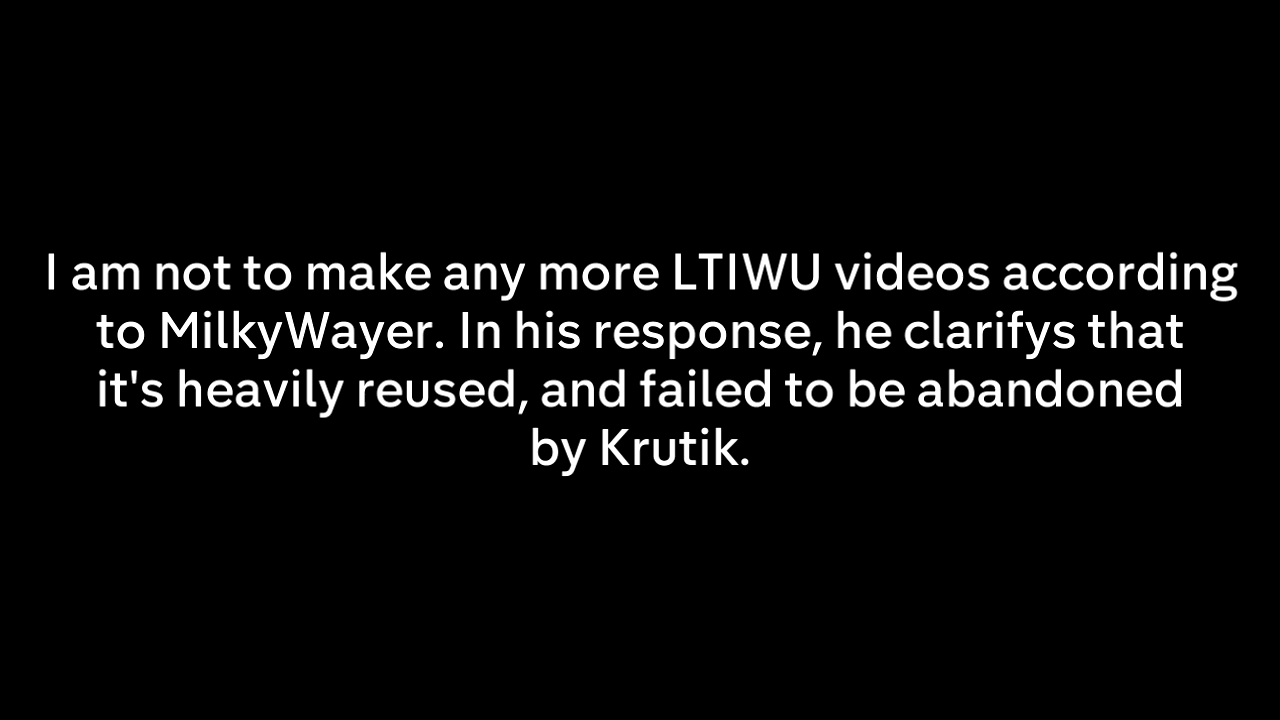 I am not to make any more LTIWU videos according
to MilkyWayer. In his response, he clarifys that
it's heavily reused, and failed to be abandoned
by Krutik.